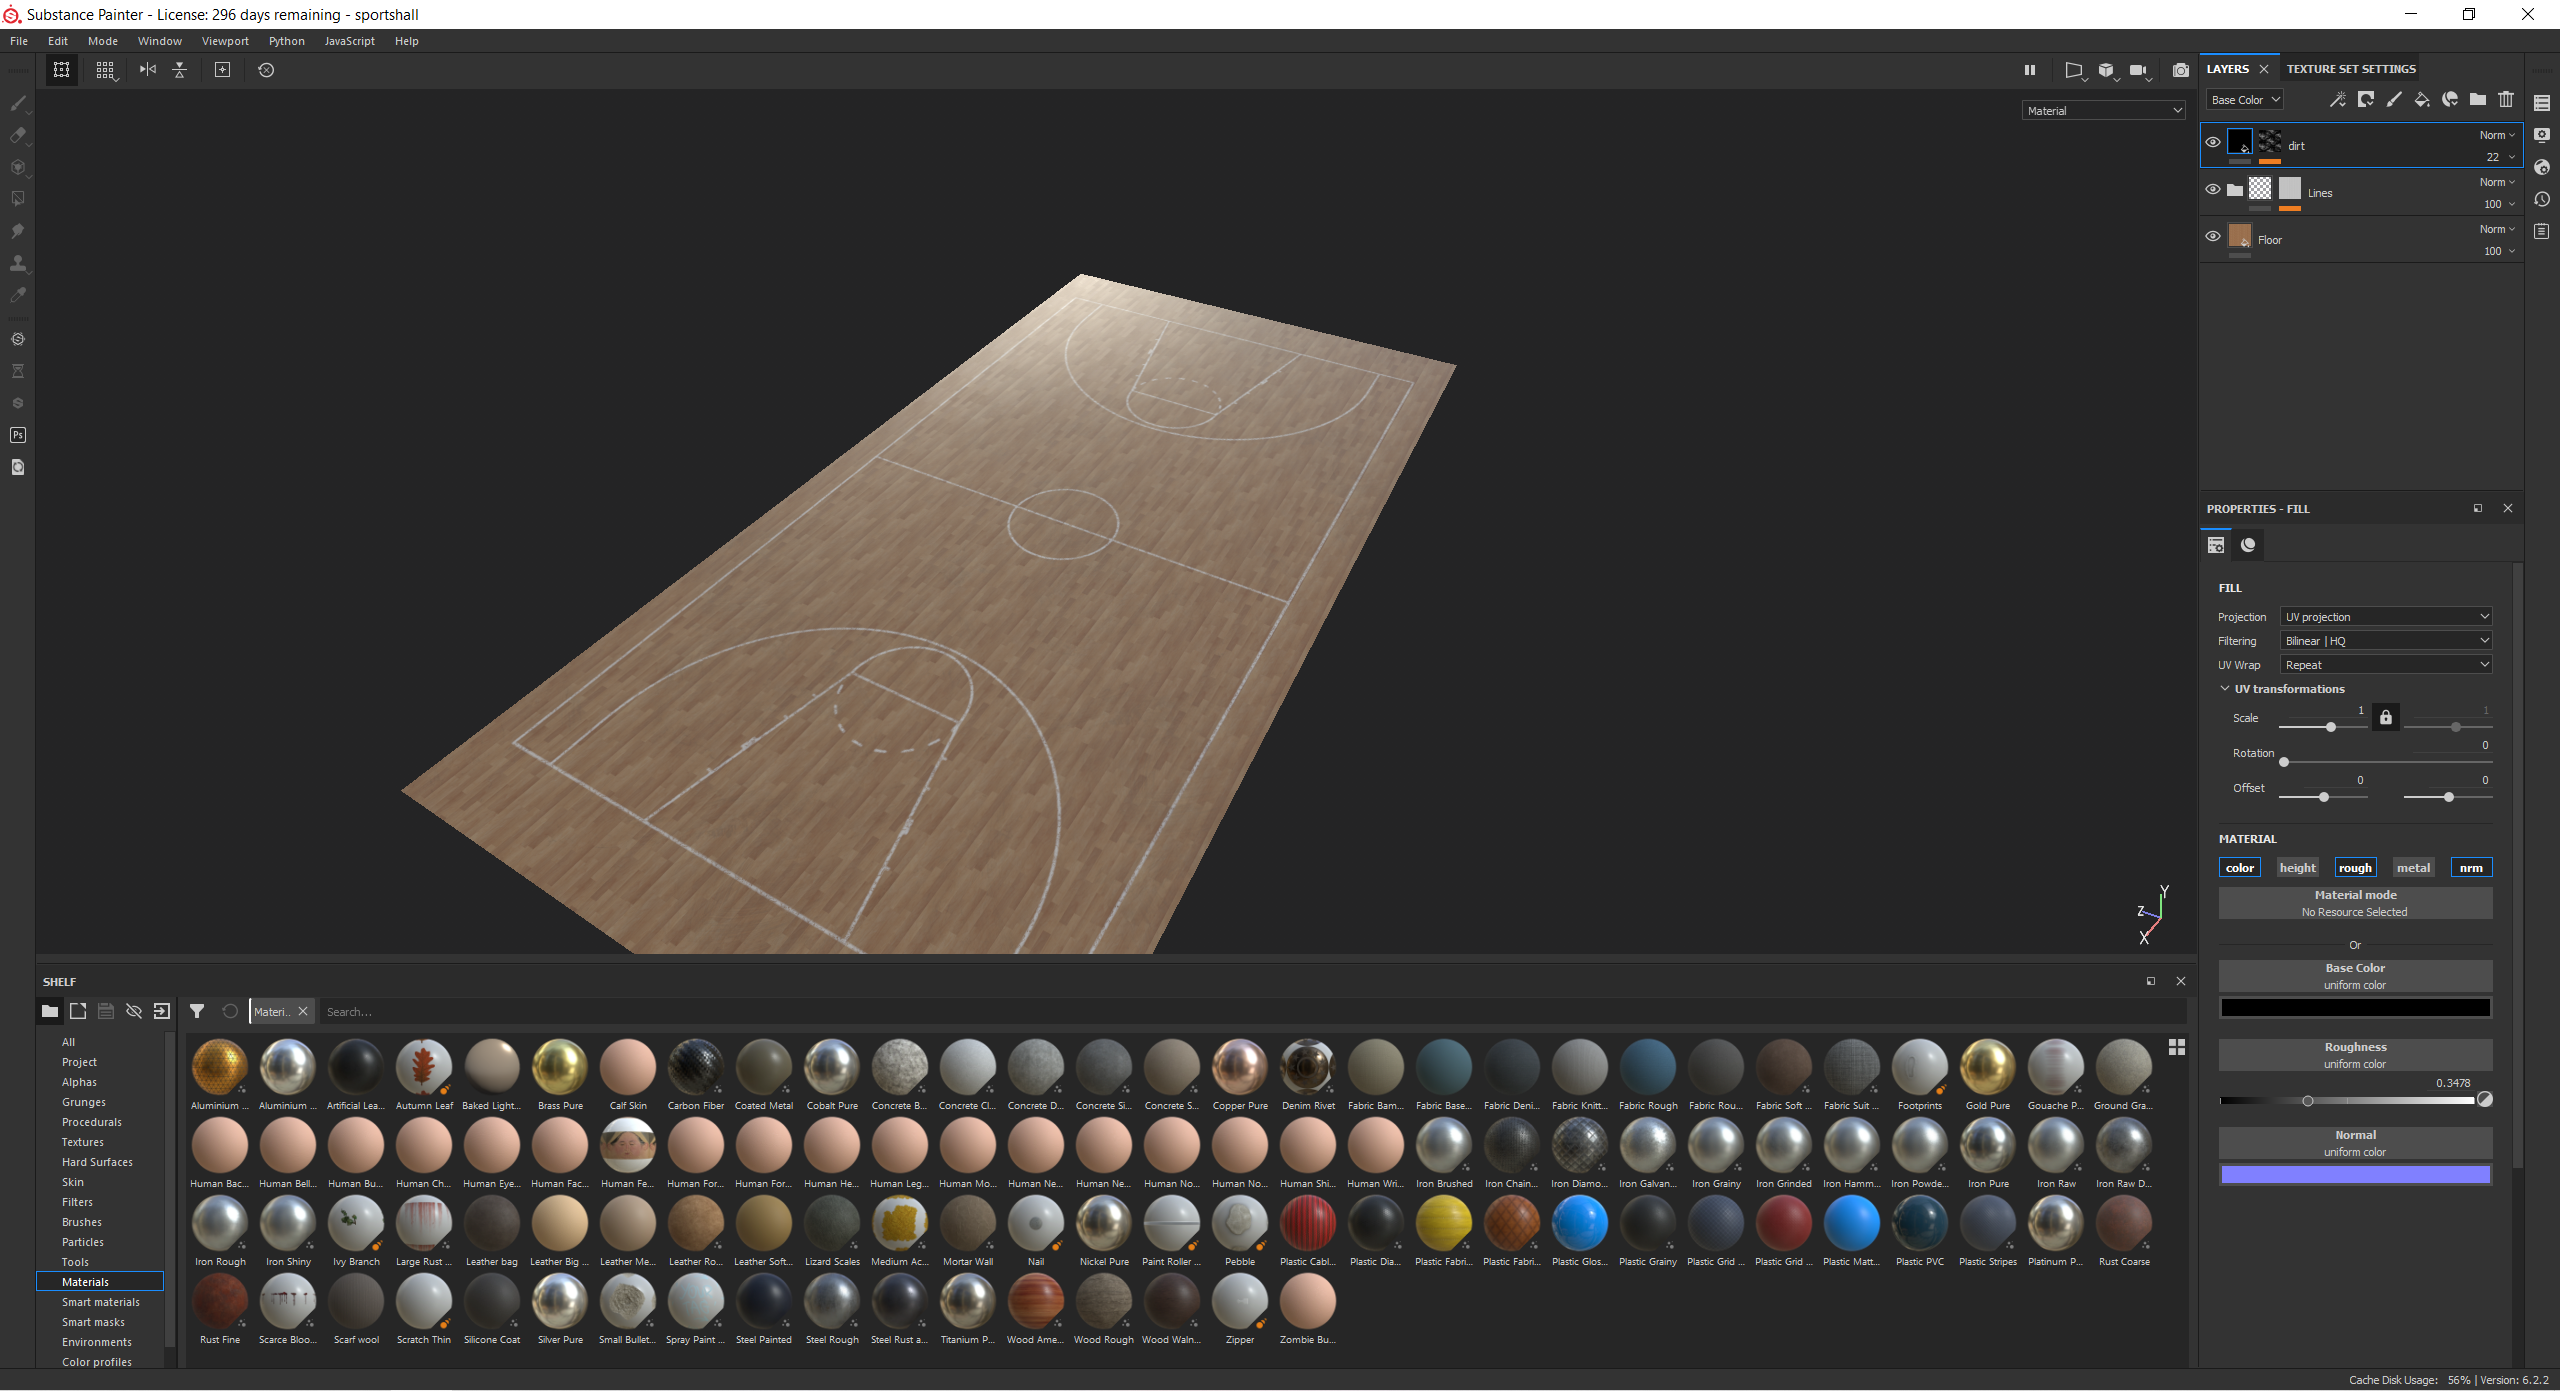 Substance Painter - License: 296 days remaining - sportshall
File Edit Mode Window Viewport Python JavaScript Help
Material
LAYERS TEXTURE SET SETTINGS
Base Color
dirt Norm 22
Lines Norm 100
Floor Norm 100
Ps
PROPERTIES - FILL
FILL
Projection UV projection
Filtering Bilinear | HQ
UV Wrap Repeat
UV transformations
Scale 1 1
Rotation 0
Offset 0 0
MATERIAL
color height rough metal nrm
Material mode
No Resource Selected
Or
Base Color
uniform color
Roughness
uniform color
0.3478
Normal
uniform color
Y
Z
X
SHELF
Materi.. Search...
All
Project
Alphas
Grunges
Procedurals
Textures
Hard Surfaces
Skin
Filters
Brushes
Particles
Tools
Materials
Smart materials
Smart masks
Environments
Color profiles
Aluminium ... Aluminium ... Artificial Lea... Autumn Leaf Baked Light... Brass Pure Calf Skin Carbon Fiber Coated Metal Cobalt Pure Concrete B... Concrete Cl... Concrete D... Concrete Si... Concrete S... Copper Pure Denim Rivet Fabric Bam... Fabric Base... Fabric Deni... Fabric Knitt... Fabric Rough Fabric Rou... Fabric Soft ... Fabric Suit ... Footprints Gold Pure Gouache P... Ground Gra...
Human Bac... Human Bell... Human Bu... Human Ch... Human Eye... Human Fac... Human Fe... Human For... Human For... Human He... Human Leg... Human Mo... Human Ne... Human Ne... Human No... Human No... Human Shi... Human Wri... Iron Brushed Iron Chain... Iron Diamo... Iron Galvan... Iron Grainy Iron Grinded Iron Hamm... Iron Powde... Iron Pure Iron Raw Iron Raw D...
Iron Rough Iron Shiny Ivy Branch Large Rust ... Leather bag Leather Big ... Leather Me... Leather Ro... Leather Soft... Lizard Scales Medium Ac... Mortar Wall Nail Nickel Pure Paint Roller ... Pebble Plastic Cabl... Plastic Dia... Plastic Fabri... Plastic Fabri... Plastic Glos... Plastic Grainy Plastic Grid ... Plastic Grid ... Plastic Matt... Plastic PVC Plastic Stripes Platinum P... Rust Coarse
Rust Fine Scarce Bloo... Scarf wool Scratch Thin Silicone Coat Silver Pure Small Bullet... Spray Paint ... Steel Painted Steel Rough Steel Rust a... Titanium P... Wood Ame... Wood Rough Wood Waln... Zipper Zombie Bu...
Cache Disk Usage: 56% | Version: 6.2.2